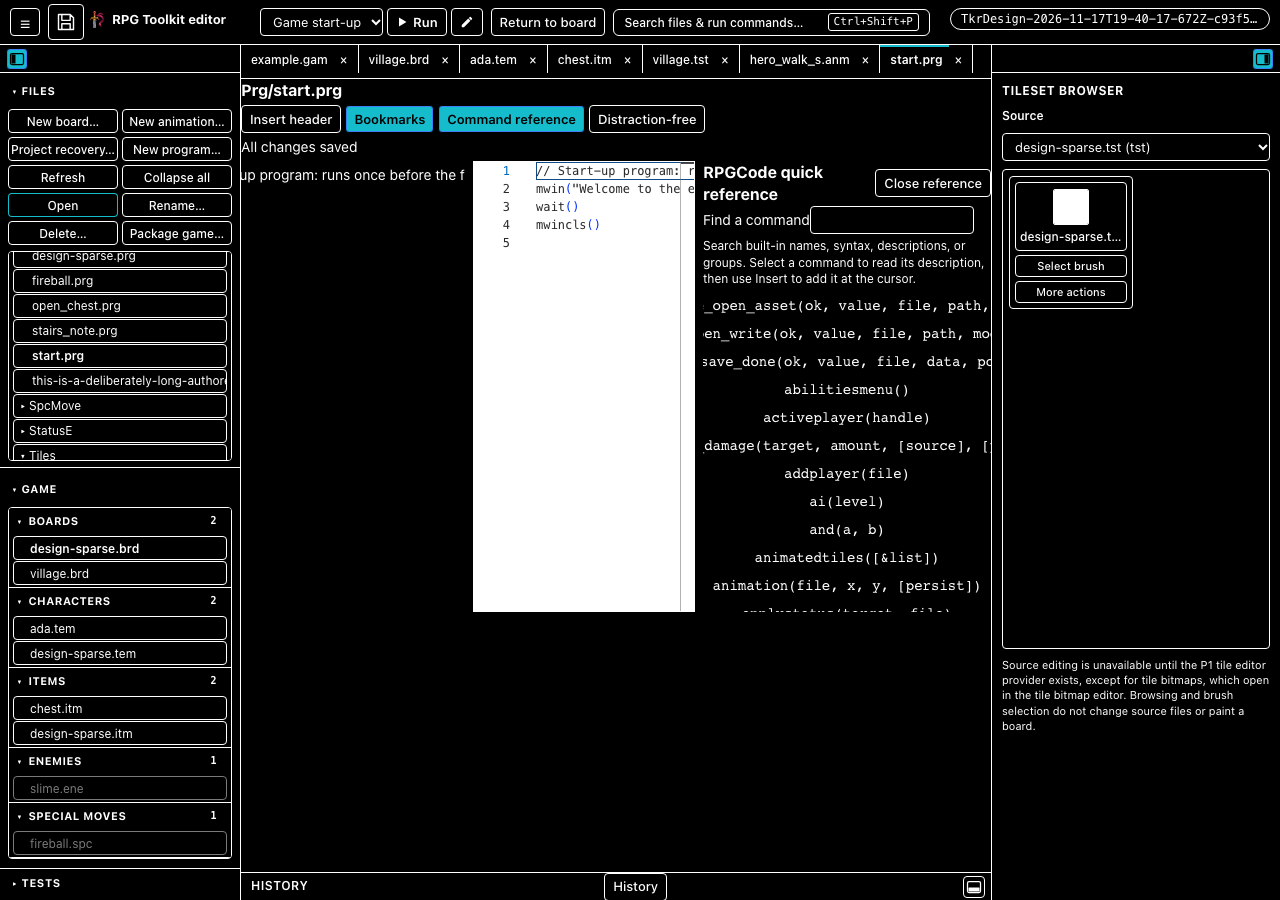 RPG Toolkit editor
Game start-up
Run
Return to board
Search files & run commands...
Ctrl+Shift+P
TkrDesign-2026-11-17T19-40-17-672Z-c93f5…
FILES
New board...
New animation...
Project recovery...
New program...
Refresh
Collapse all
Open
Rename...
Delete...
Package game...
design-sparse.prg
fireball.prg
open_chest.prg
stairs_note.prg
start.prg
this-is-a-deliberately-long-author
SpcMove
StatusE
Tiles
GAME
BOARDS 2
design-sparse.brd
village.brd
CHARACTERS 2
ada.tem
design-sparse.tem
ITEMS 2
chest.itm
design-sparse.itm
ENEMIES 1
slime.ene
SPECIAL MOVES 1
fireball.spc
TESTS
example.gam ×
village.brd ×
ada.tem ×
chest.itm ×
village.tst ×
hero_walk_s.anm ×
start.prg ×
Prg/start.prg
Insert header
Bookmarks
Command reference
Distraction-free
All changes saved
up program: runs once before the f
1 // Start-up program: r
2 mwin("Welcome to the e
3 wait()
4 mwincls()
5
RPGCode quick
reference
Close reference
Find a command
Search built-in names, syntax, descriptions, or
groups. Select a command to read its description,
then use Insert to add it at the cursor.
_open_asset(ok, value, file, path,
en_write(ok, value, file, path, mo
save_done(ok, value, file, data, po
abilitiesmenu()
activeplayer(handle)
_damage(target, amount, [source], [
addplayer(file)
ai(level)
and(a, b)
animatedtiles([&list])
animation(file, x, y, [persist])
applystatus(target, file)
HISTORY
History
TILESET BROWSER
Source
design-sparse.tst (tst)
design-sparse.t...
Select brush
More actions
Source editing is unavailable until the P1 tile editor
provider exists, except for tile bitmaps, which open
in the tile bitmap editor. Browsing and brush
selection do not change source files or paint a
board.